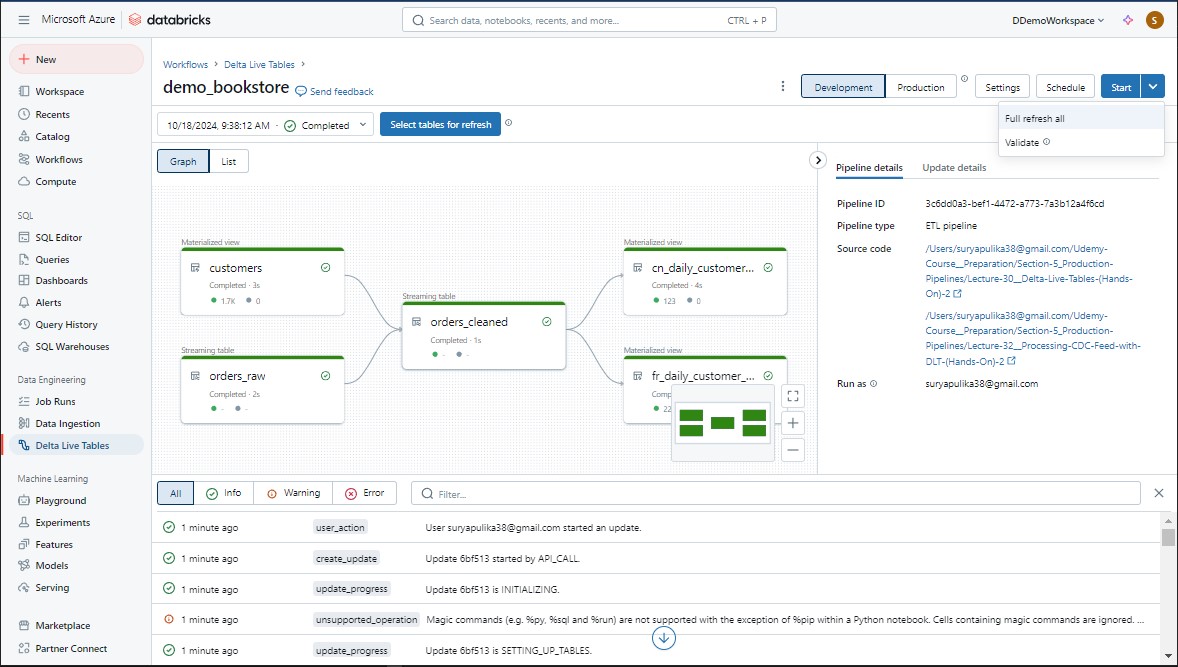 Microsoft Azure
databricks
Search data, notebooks, recents, and more...
CTRL + P
DDemoWorkspace
S
New
Workspace
Recents
Catalog
Workflows
Compute
SQL
SQL Editor
Queries
Dashboards
Alerts
Query History
SQL Warehouses
Data Engineering
Job Runs
Data Ingestion
Delta Live Tables
Machine Learning
Playground
Experiments
Features
Models
Serving
Marketplace
Partner Connect
Workflows > Delta Live Tables >
demo_bookstore
Send feedback
Development
Production
Settings
Schedule
Start
Full refresh all
Validate
10/18/2024, 9:38:12 AM · Completed
Select tables for refresh
Graph
List
Materialized view
customers
Completed · 3s
1.7K 0
Streaming table
orders_raw
Completed · 2s
- -
Streaming table
orders_cleaned
Completed · 1s
- -
Materialized view
cn_daily_customer...
Completed · 4s
123 0
Materialized view
fr_daily_customer_...
Comp
22
Pipeline details
Update details
Pipeline ID
3c6dd0a3-bef1-4472-a773-7a3b12a4f6cd
Pipeline type
ETL pipeline
Source code
/Users/suryapulika38@gmail.com/Udemy-
Course__Preparation/Section-5_Production-
Pipelines/Lecture-30__Delta-Live-Tables-(Hands-
On)-2
/Users/suryapulika38@gmail.com/Udemy-
Course__Preparation/Section-5_Production-
Pipelines/Lecture-32__Processing-CDC-Feed-with-
DLT-(Hands-On)-2
Run as
suryapulika38@gmail.com
All
Info
Warning
Error
Filter...
1 minute ago user_action User suryapulika38@gmail.com started an update.
1 minute ago create_update Update 6bf513 started by API_CALL.
1 minute ago update_progress Update 6bf513 is INITIALIZING.
1 minute ago unsupported_operation Magic commands (e.g. %py, %sql and %run) are not supported with the exception of %pip within a Python notebook. Cells containing magic commands are ignored. ...
1 minute ago update_progress Update 6bf513 is SETTING_UP_TABLES.